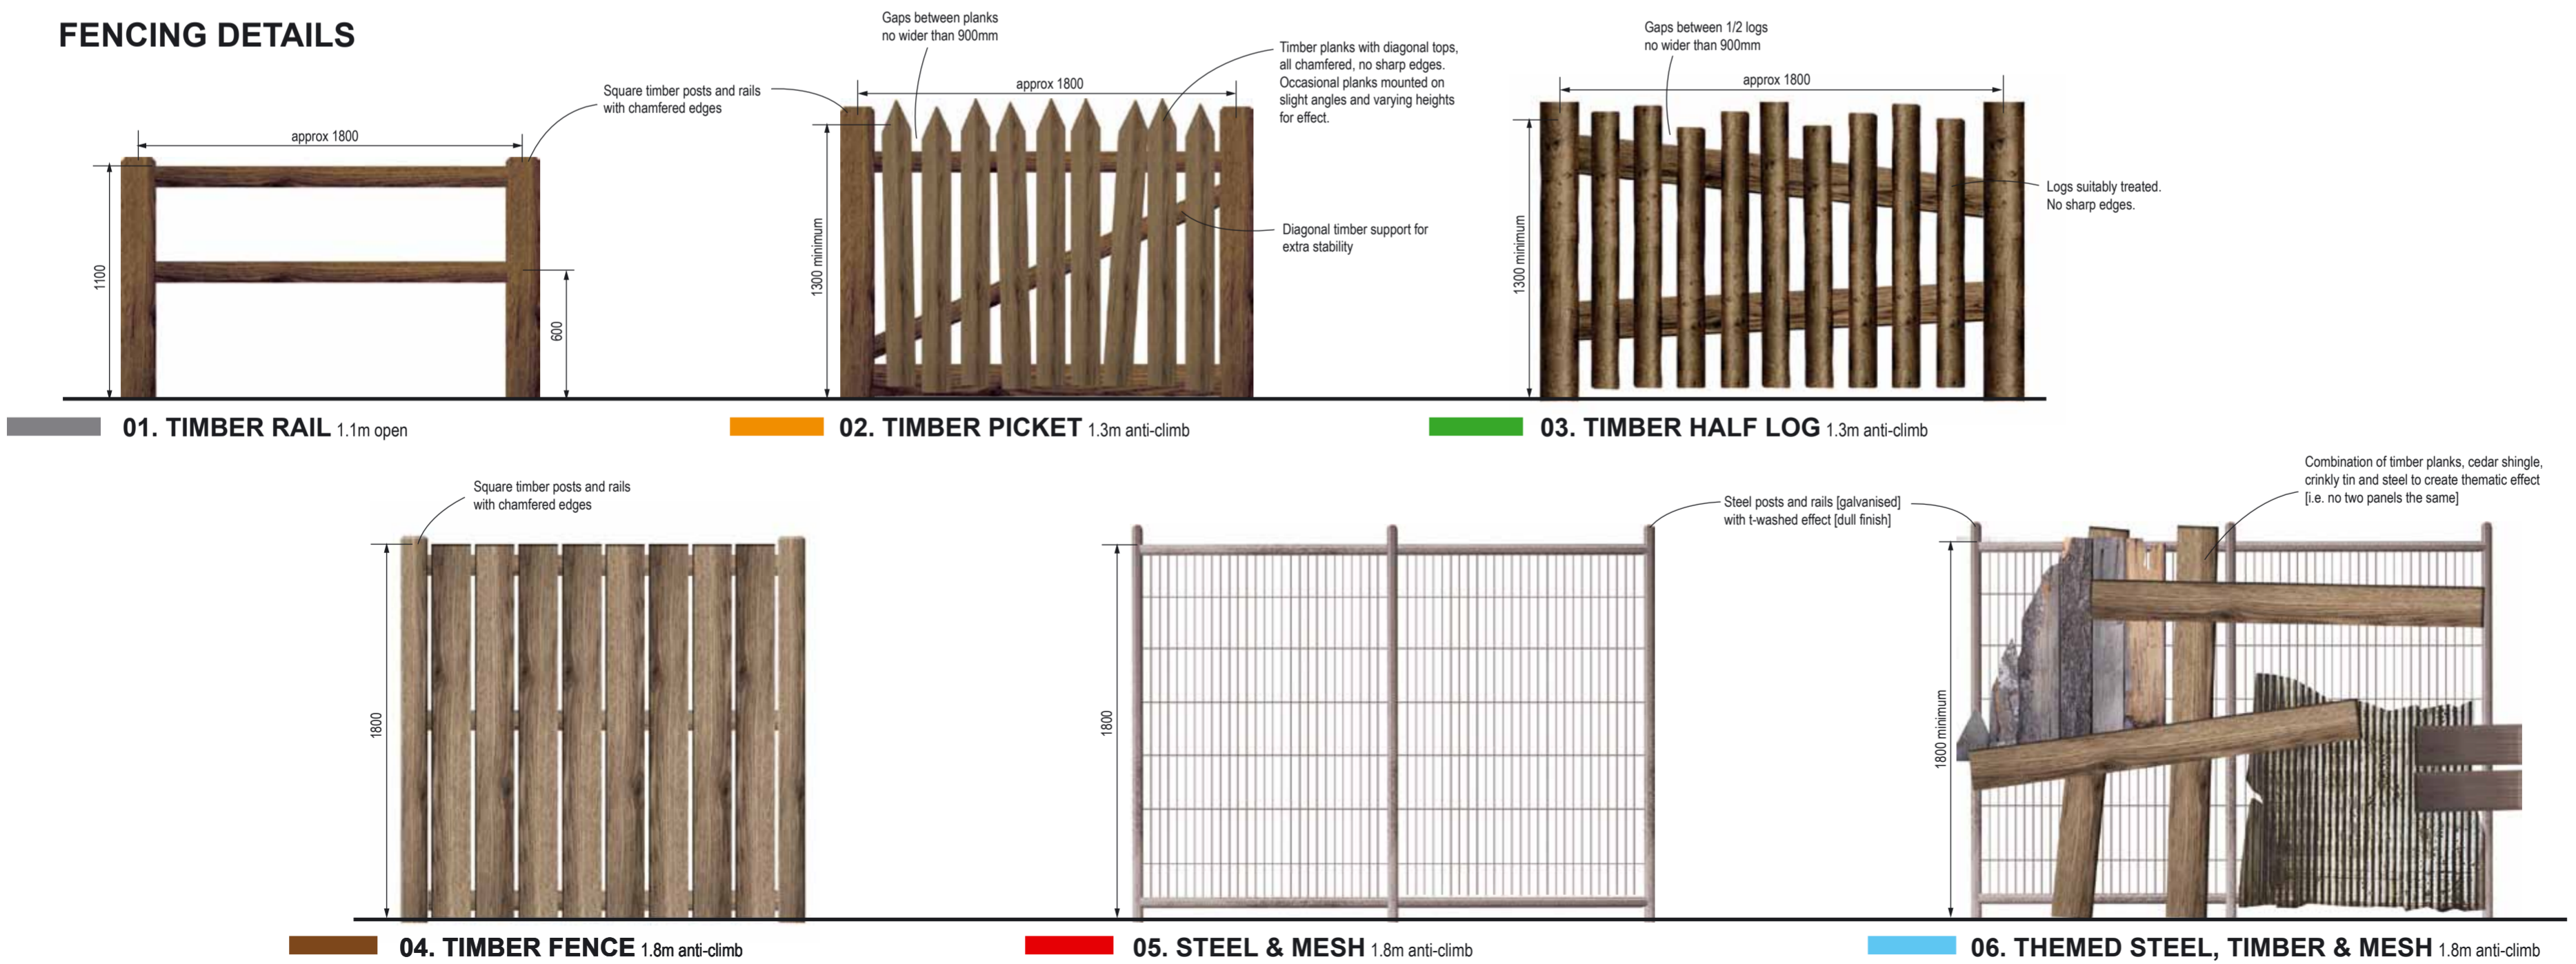 FENCING DETAILS
Gaps between planks
no wider than 900mm
Timber planks with diagonal tops,
all chamfered, no sharp edges.
Occasional planks mounted on
slight angles and varying heights
for effect.
Gaps between 1/2 logs
no wider than 900mm
Square timber posts and rails
with chamfered edges
approx 1800
approx 1800
approx 1800
1100
600
1300 minimum
Diagonal timber support for
extra stability
1300 minimum
Logs suitably treated.
No sharp edges.
01. TIMBER RAIL 1.1m open
02. TIMBER PICKET 1.3m anti-climb
03. TIMBER HALF LOG 1.3m anti-climb
Square timber posts and rails
with chamfered edges
Steel posts and rails [galvanised]
with t-washed effect [dull finish]
Combination of timber planks, cedar shingle,
crinkly tin and steel to create thematic effect
[i.e. no two panels the same]
1800
1800
1800 minimum
04. TIMBER FENCE 1.8m anti-climb
05. STEEL & MESH 1.8m anti-climb
06. THEMED STEEL, TIMBER & MESH 1.8m anti-climb